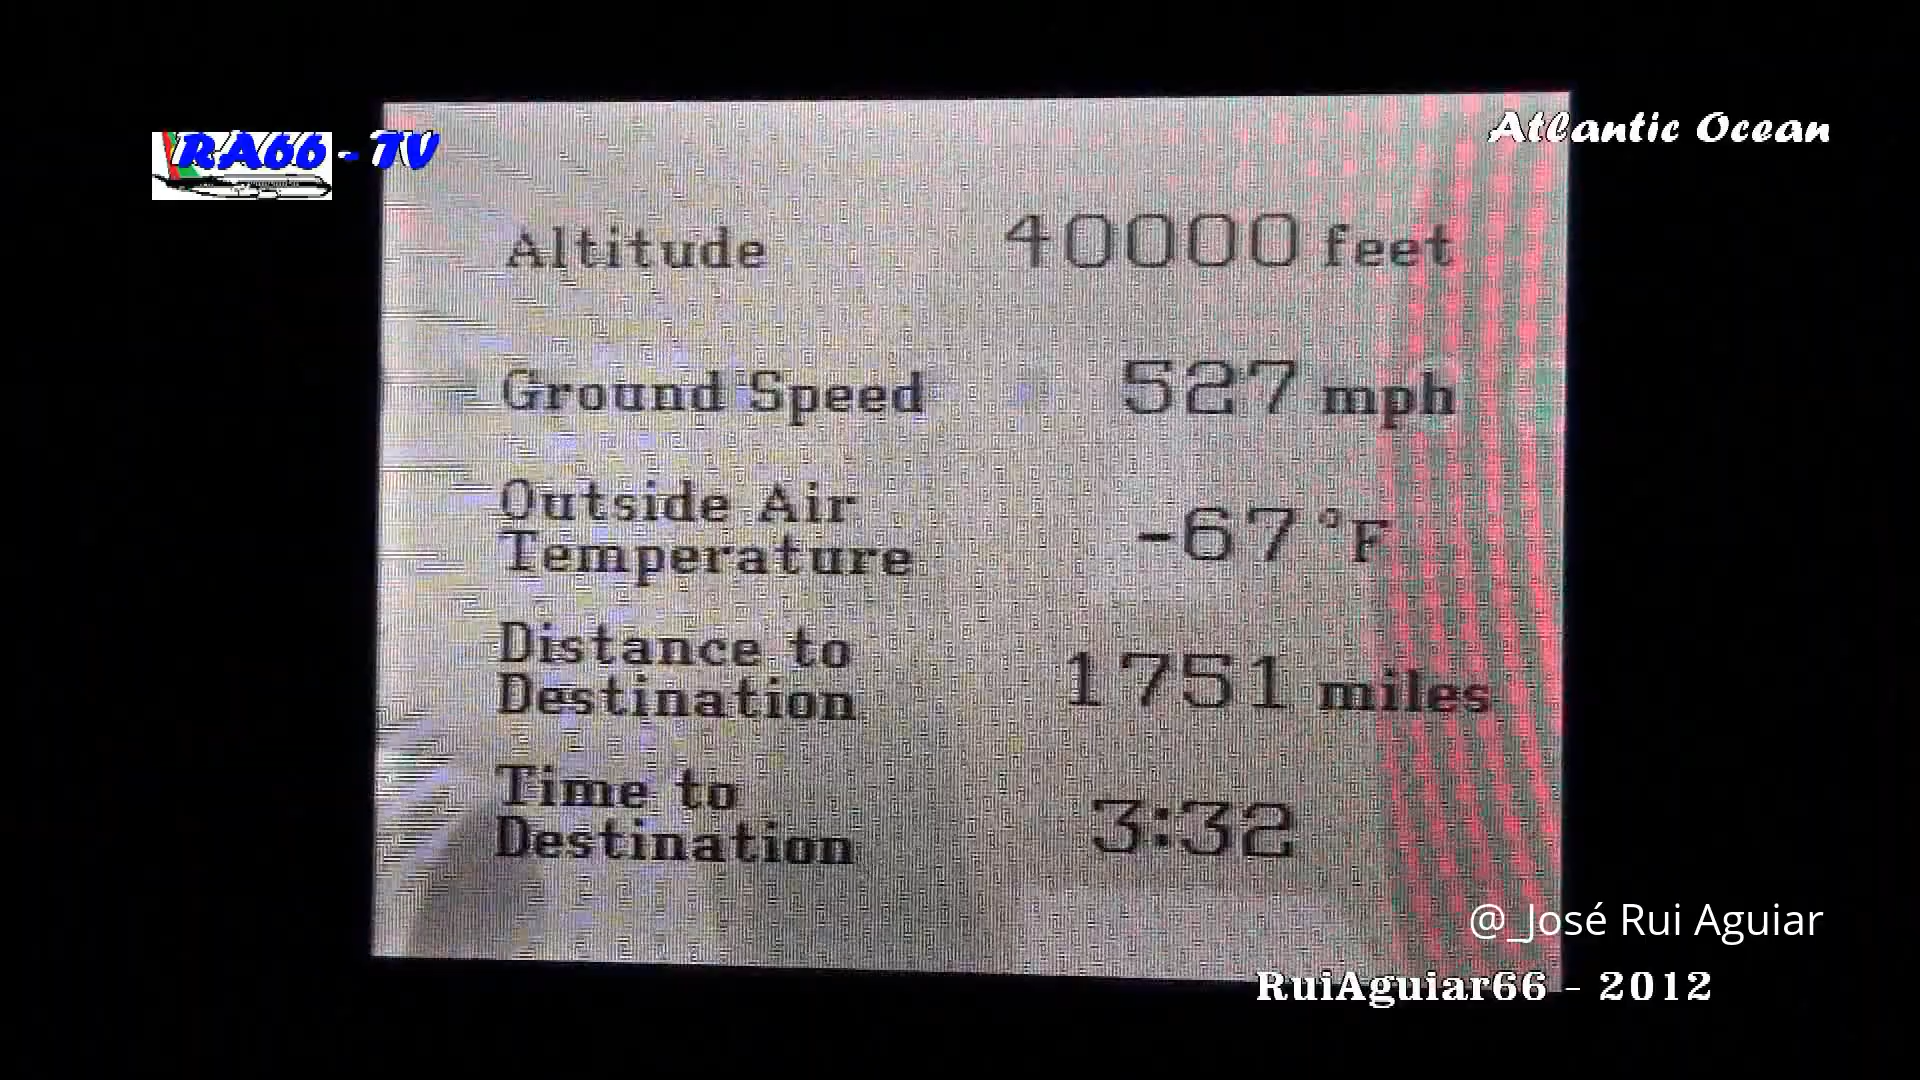 RA66 - TV
Atlantic Ocean
Altitude 40000 feet
Ground Speed 527 mph
Outside Air
Temperature -67 °F
Distance to
Destination 1751 miles
Time to
Destination 3:32
@_José Rui Aguiar
RuiAguiar66 - 2012